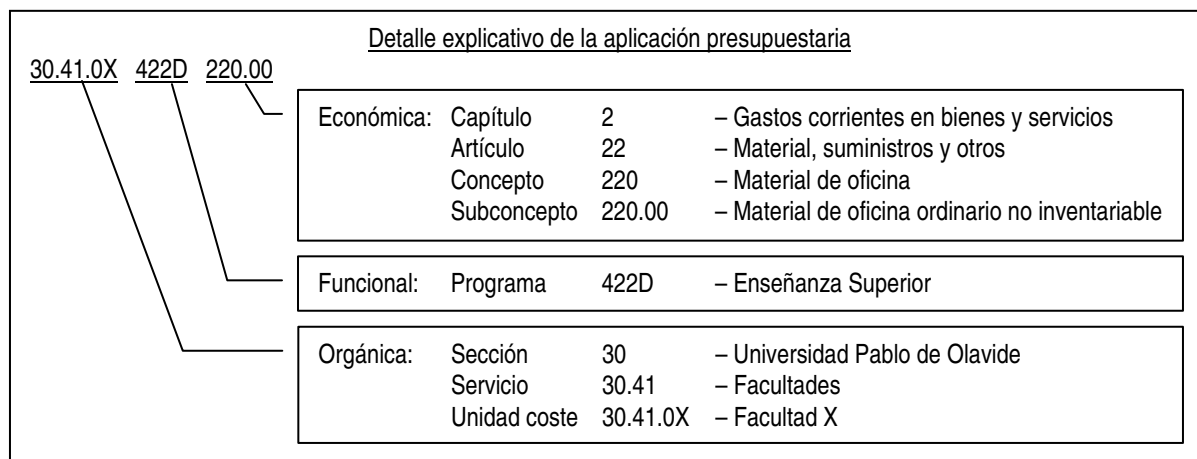 Detalle explicativo de la aplicación presupuestaria
30.41.0X 422D 220.00
Económica: Capítulo 2 – Gastos corrientes en bienes y servicios
Artículo 22 – Material, suministros y otros
Concepto 220 – Material de oficina
Subconcepto 220.00 – Material de oficina ordinario no inventariable
Funcional: Programa 422D – Enseñanza Superior
Orgánica: Sección 30 – Universidad Pablo de Olavide
Servicio 30.41 – Facultades
Unidad coste 30.41.0X – Facultad X